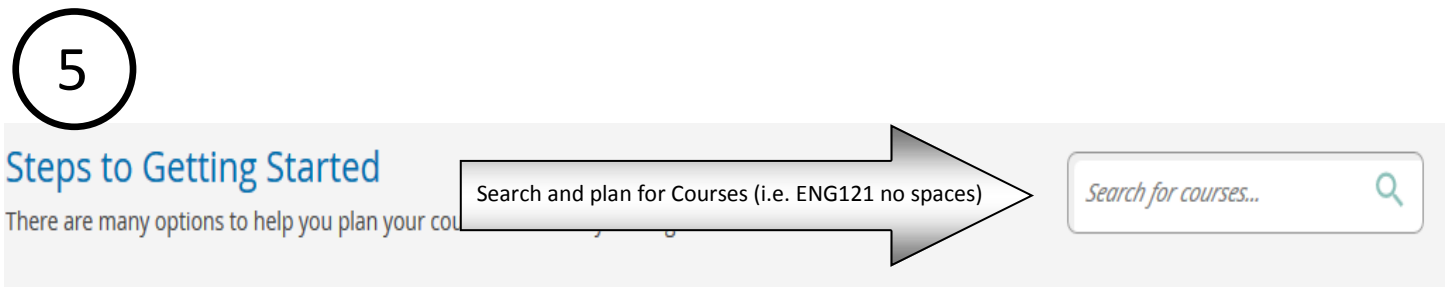 5
Steps to Getting Started
Search and plan for Courses (i.e. ENG121 no spaces)
Search for courses...
There are many options to help you plan your